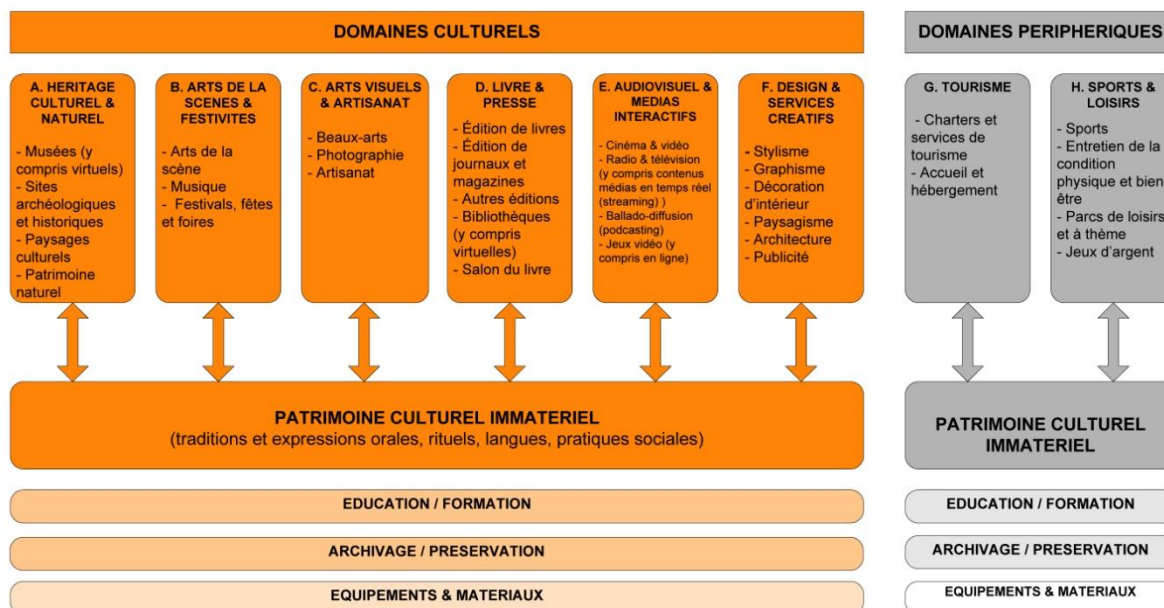 DOMAINES CULTURELS
A. HERITAGE
CULTUREL &
NATUREL
- Musées (y
compris virtuels)
- Sites
archéologiques
et historiques
- Paysages
culturels
- Patrimoine
naturel
B. ARTS DE LA
SCENES &
FESTIVITES
- Arts de la
scène
- Musique
- Festivals, fêtes
et foires
C. ARTS VISUELS
& ARTISANAT
- Beaux-arts
- Photographie
- Artisanat
D. LIVRE &
PRESSE
- Édition de livres
- Édition de
journaux et
magazines
- Autres éditions
- Bibliothèques
(y compris
virtuelles)
- Salon du livre
E. AUDIOVISUEL &
MEDIAS
INTERACTIFS
- Cinéma & vidéo
- Radio & télévision
(y compris contenus
médias en temps réel
(streaming) )
- Ballado-diffusion
(podcasting)
- Jeux vidéo (y
compris en ligne)
F. DESIGN &
SERVICES
CREATIFS
- Stylisme
- Graphisme
- Décoration
d'intérieur
- Paysagisme
- Architecture
- Publicité
PATRIMOINE CULTUREL IMMATERIEL
(traditions et expressions orales, rituels, langues, pratiques sociales)
EDUCATION / FORMATION
ARCHIVAGE / PRESERVATION
EQUIPEMENTS & MATERIAUX
DOMAINES PERIPHERIQUES
G. TOURISME
- Charters et
services de
tourisme
- Accueil et
hébergement
H. SPORTS &
LOISIRS
- Sports
- Entretien de la
condition
physique et bien
être
- Parcs de loisirs
et à thème
- Jeux d'argent
PATRIMOINE CULTUREL
IMMATERIEL
EDUCATION / FORMATION
ARCHIVAGE / PRESERVATION
EQUIPEMENTS & MATERIAUX